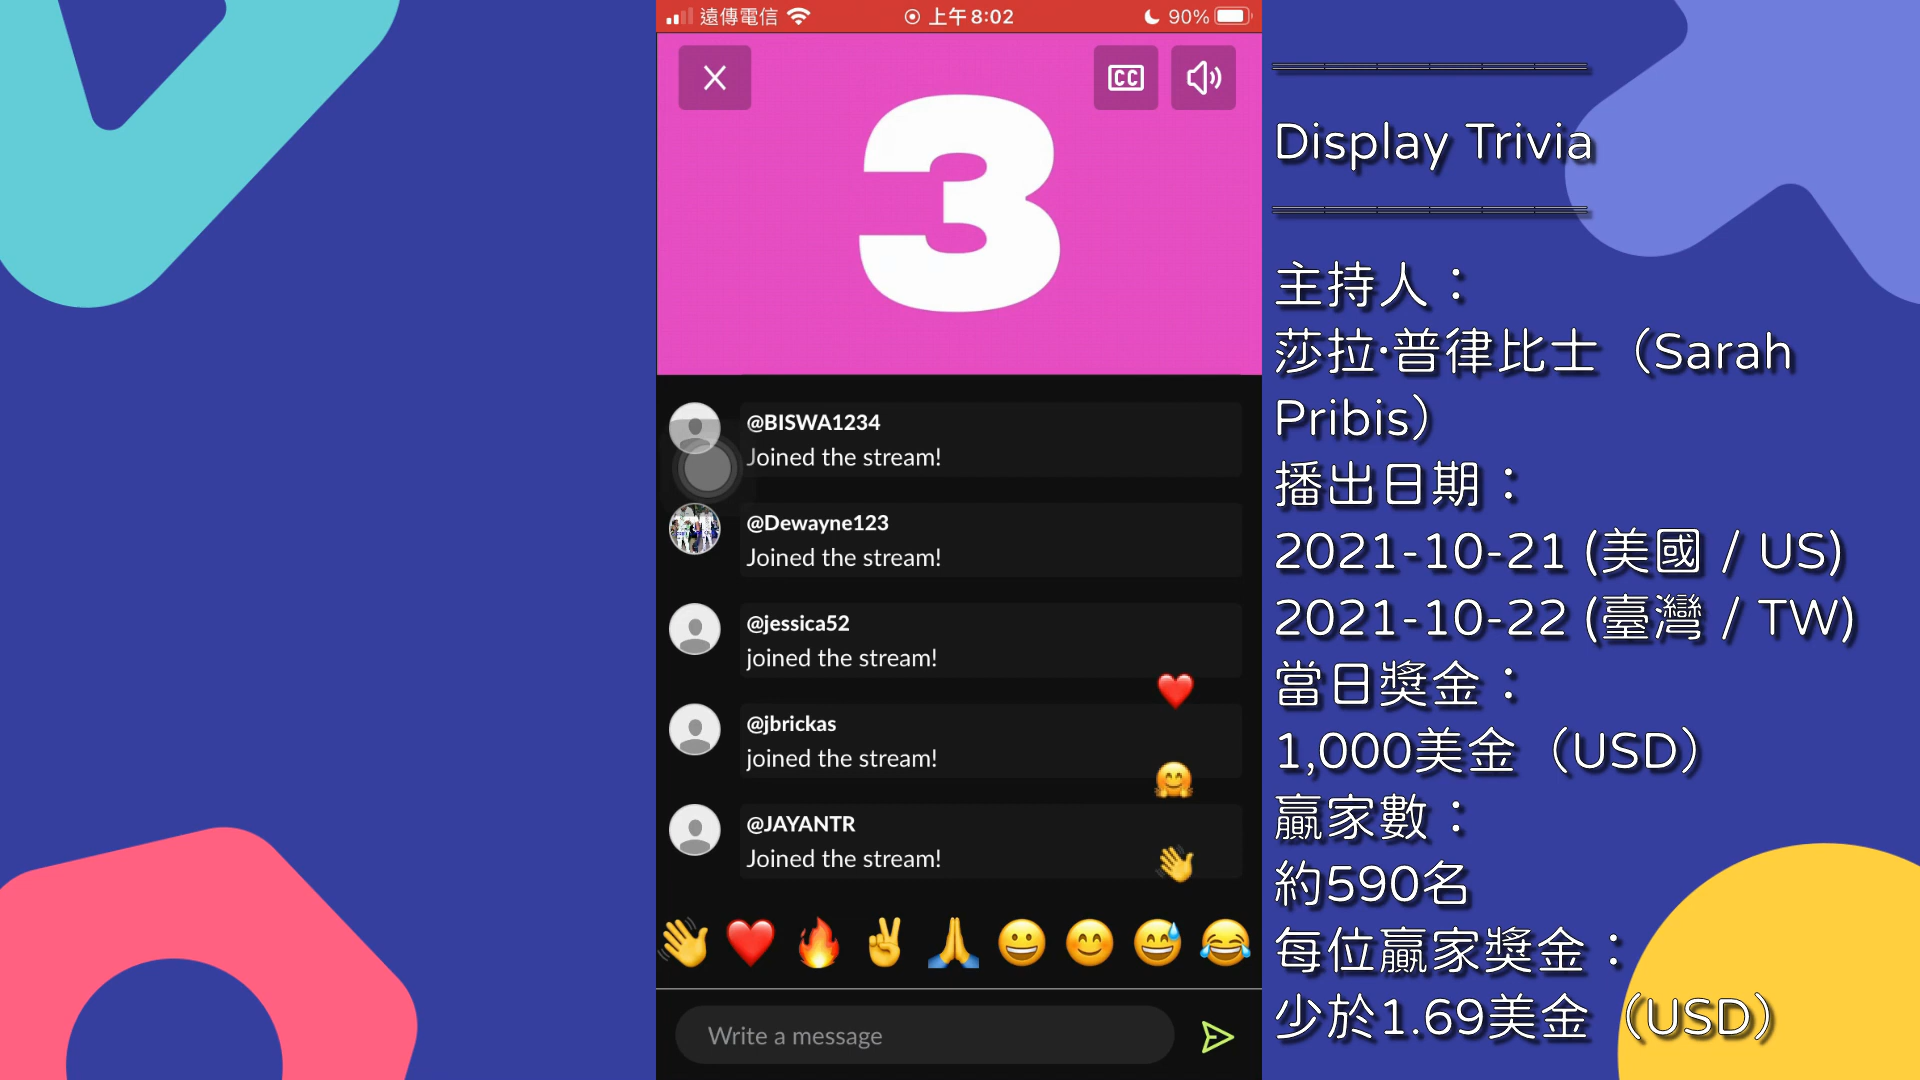 遠傳電信
上午8:02
90%
CC
3
@BISWA1234
Joined the stream!
@Dewayne123
Joined the stream!
@jessica52
joined the stream!
@jbrickas
joined the stream!
@JAYANTR
Joined the stream!
Write a message
Display Trivia
主持人：
莎拉·普律比士（Sarah
Pribis）
播出日期：
2021-10-21 (美國 / US)
2021-10-22 (臺灣 / TW)
當日獎金：
1,000美金（USD）
贏家數：
約590名
每位贏家獎金：
少於1.69美金（USD）